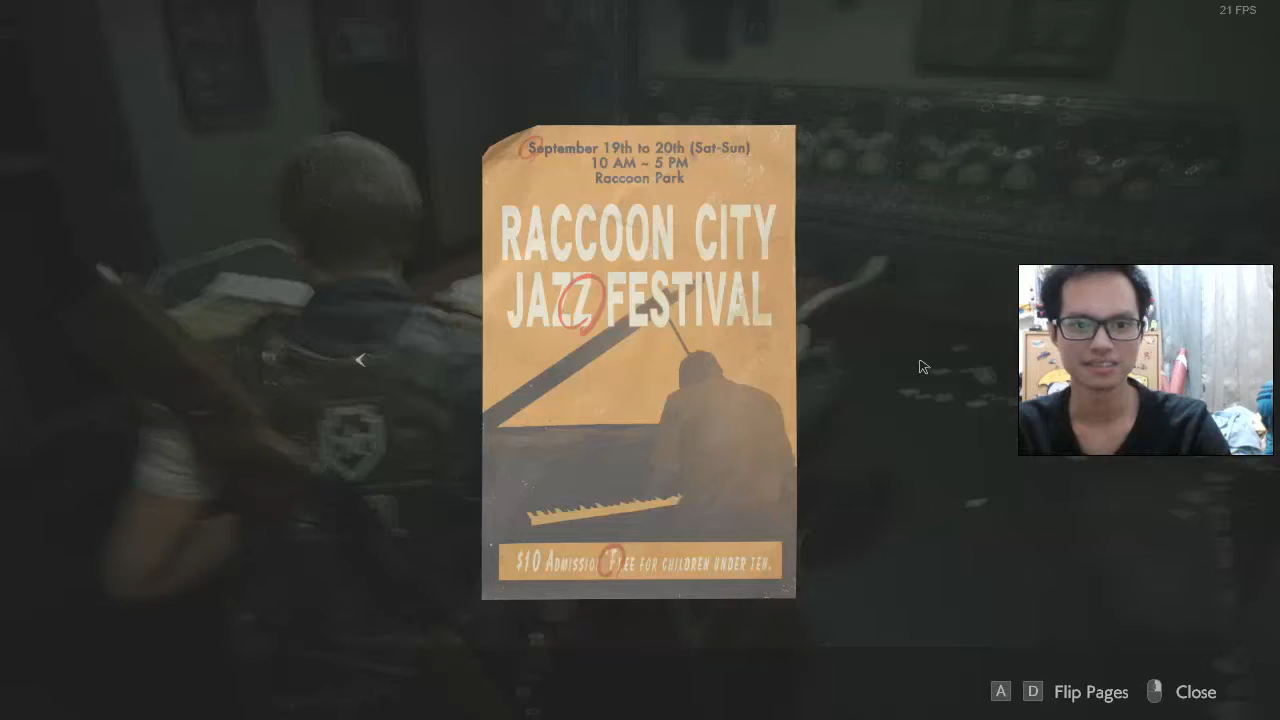 21 FPS
September 19th to 20th (Sat-Sun)
10 AM ~ 5 PM
Raccoon Park
RACCOON CITY
JAZZ FESTIVAL
$10 ADMISSION FREE FOR CHILDREN UNDER TEN.
A D Flip Pages Close